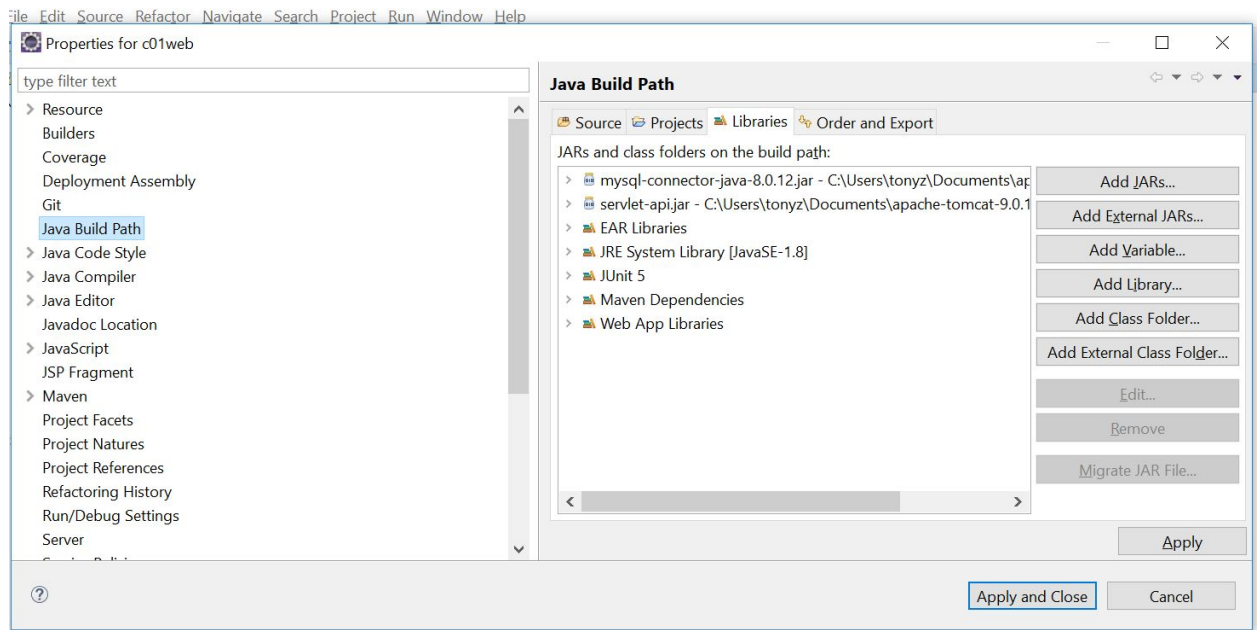 File Edit Source Refactor Navigate Search Project Run Window Help
Properties for c01web
type filter text
Resource
Builders
Coverage
Deployment Assembly
Git
Java Build Path
Java Code Style
Java Compiler
Java Editor
Javadoc Location
JavaScript
JSP Fragment
Maven
Project Facets
Project Natures
Project References
Refactoring History
Run/Debug Settings
Server
Java Build Path
Source Projects Libraries Order and Export
JARs and class folders on the build path:
mysql-connector-java-8.0.12.jar - C:\Users\tonyz\Documents\ap
servlet-api.jar - C:\Users\tonyz\Documents\apache-tomcat-9.0.1
EAR Libraries
JRE System Library [JavaSE-1.8]
JUnit 5
Maven Dependencies
Web App Libraries
Add JARs...
Add External JARs...
Add Variable...
Add Library...
Add Class Folder...
Add External Class Folder...
Edit...
Remove
Migrate JAR File...
Apply
Apply and Close
Cancel